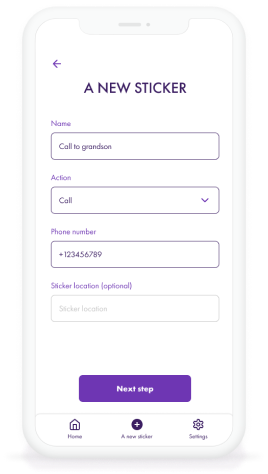 A NEW STICKER
Name
Call to grandson
Action
Call
Phone number
+123456789
Sticker location (optional)
Sticker location
Next step
Home
A new sticker
Settings